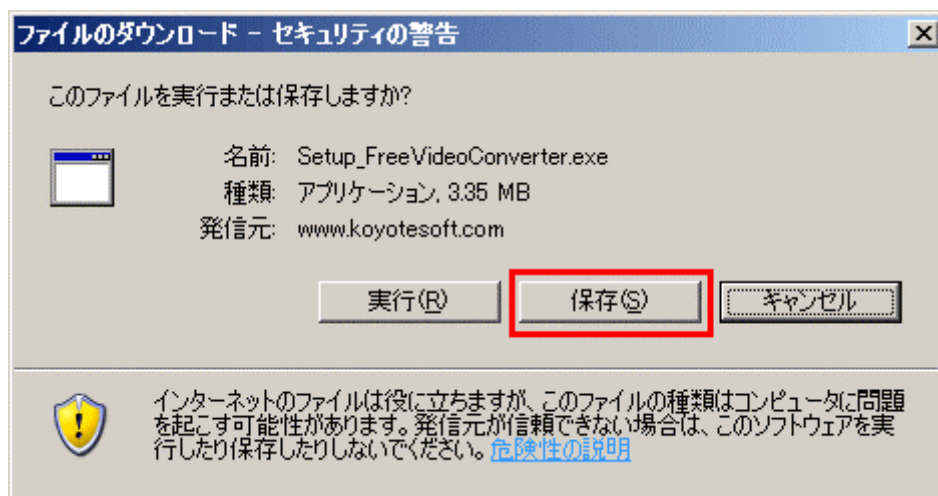 ファイルのダウンロード - セキュリティの警告
このファイルを実行または保存しますか?
名前: Setup_FreeVideoConverter.exe
種類: アプリケーション, 3.35 MB
発信元: www.koyotesoft.com
実行(R) 保存(S) キャンセル
インターネットのファイルは役に立ちますが、このファイルの種類はコンピュータに問題
を起こす可能性があります。発信元が信頼できない場合は、このソフトウェアを実
行したり保存したりしないでください。危険性の説明